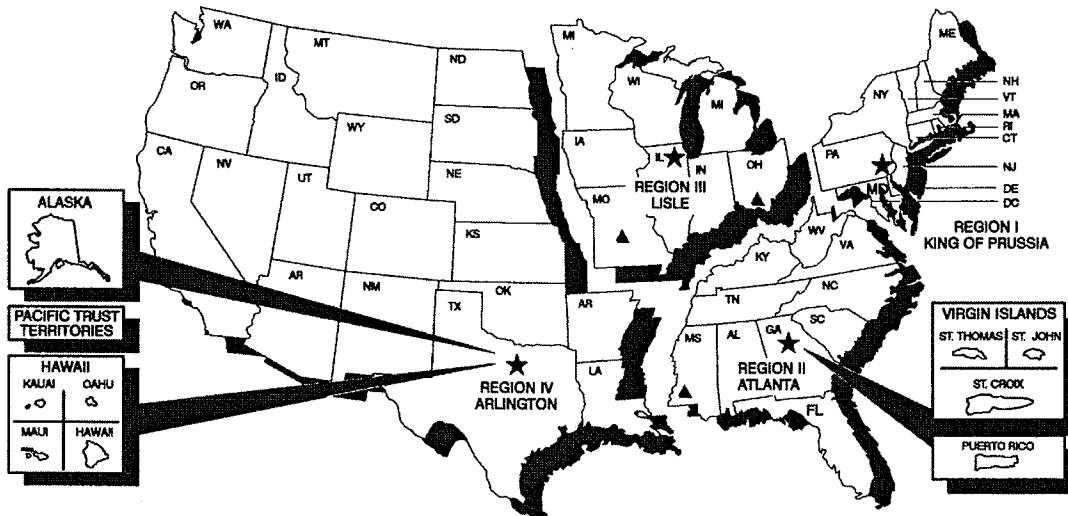 WA
MT
ND
MI
ME
OR
ID
SD
WI
MI
NY
NH
VT
MA
RI
CT
WY
IA
PA
NJ
CA
NV
UT
NE
IL
IN
OH
MD
DE
DC
REGION III
LISLE
REGION I
KING OF PRUSSIA
CO
KS
MO
WV
VA
KY
ALASKA
AR
NM
TX
OK
AR
TN
NC
SC
PACIFIC TRUST
TERRITORIES
MS
AL
GA
VIRGIN ISLANDS
ST. THOMAS
ST. JOHN
ST. CROIX
HAWAII
KAUAI
OAHU
MAUI
HAWAII
REGION IV
ARLINGTON
LA
REGION II
ATLANTA
FL
PUERTO RICO